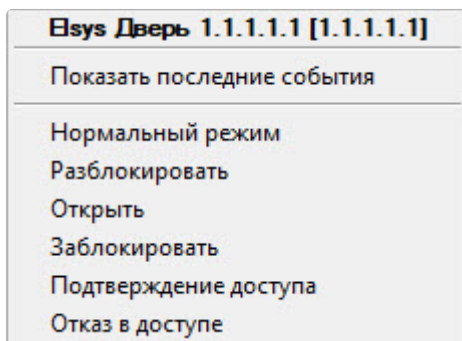 Elsys Дверь 1.1.1.1.1 [1.1.1.1.1]
Показать последние события
Нормальный режим
Разблокировать
Открыть
Заблокировать
Подтверждение доступа
Отказ в доступе